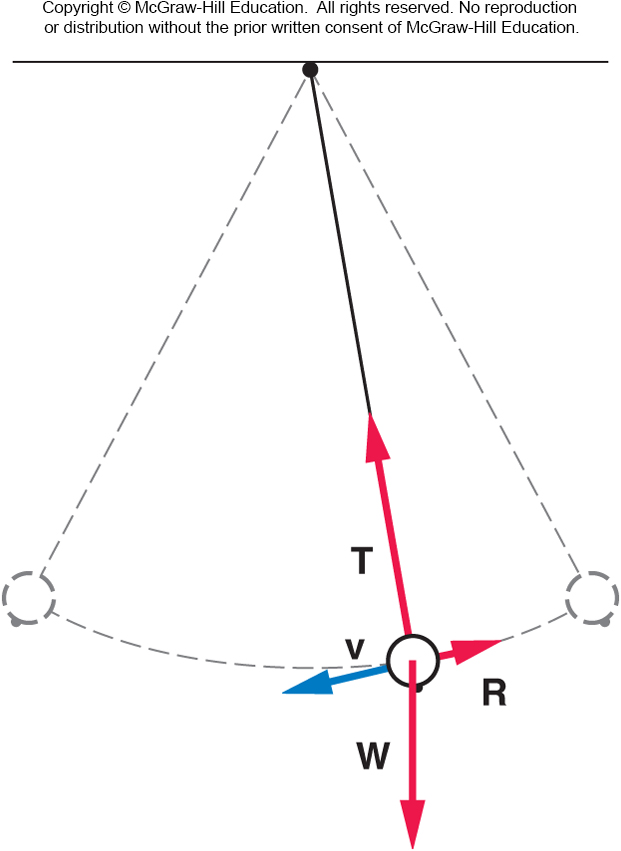 Copyright © McGraw-Hill Education.  All rights reserved. No reproduction
or distribution without the prior written consent of McGraw-Hill Education.
T
v
R
W